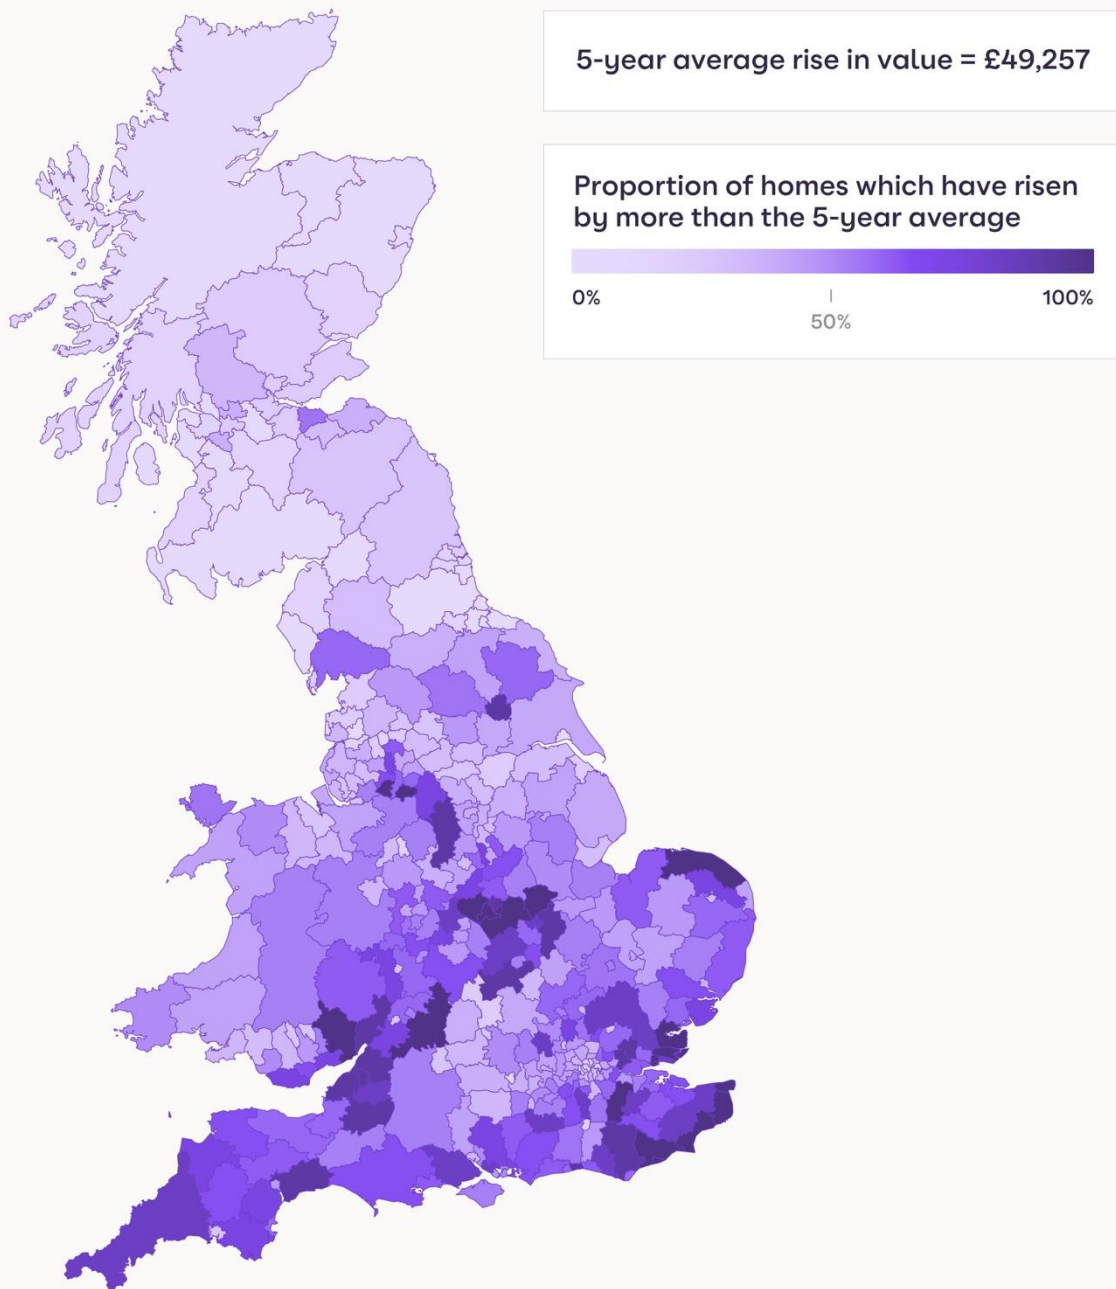 5-year average rise in value = £49,257
Proportion of homes which have risen
by more than the 5-year average
0%
100%
50%